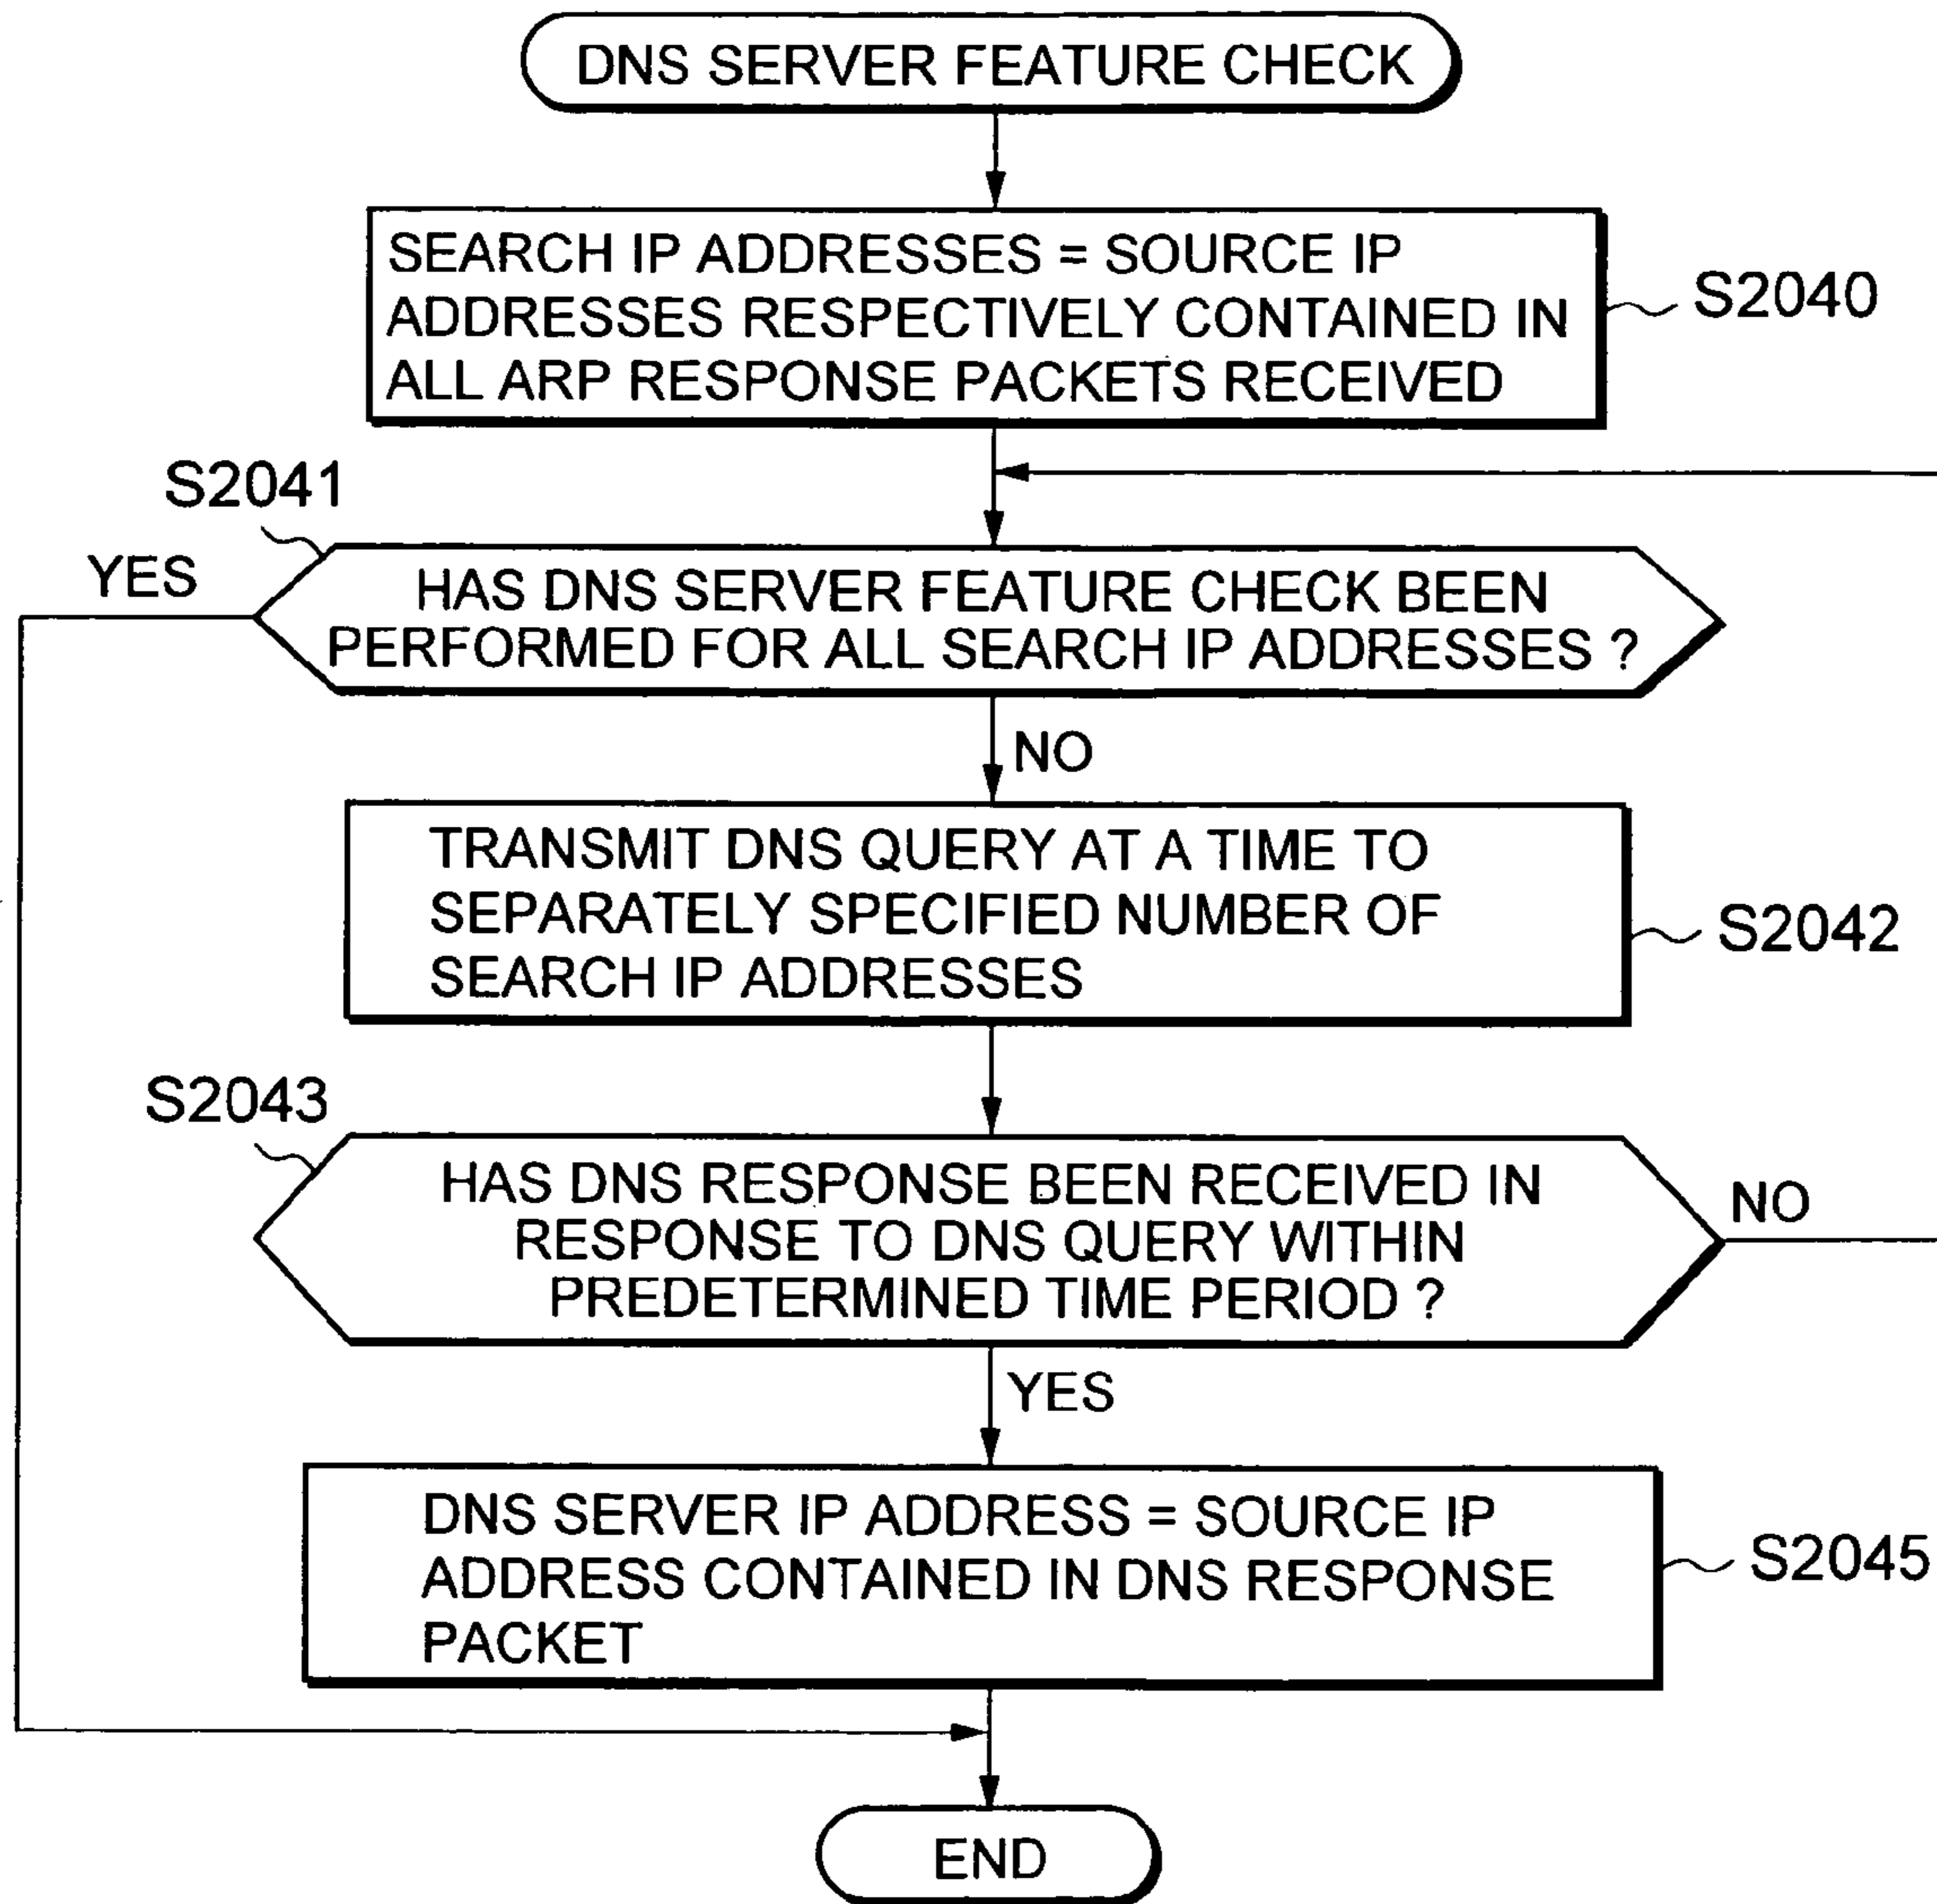 DNS SERVER FEATURE CHECK
SEARCH IP ADDRESSES = SOURCE IP
ADDRESSES RESPECTIVELY CONTAINED IN
ALL ARP RESPONSE PACKETS RECEIVED
S2040
S2041
YES
HAS DNS SERVER FEATURE CHECK BEEN
PERFORMED FOR ALL SEARCH IP ADDRESSES ?
NO
TRANSMIT DNS QUERY AT A TIME TO
SEPARATELY SPECIFIED NUMBER OF
SEARCH IP ADDRESSES
S2042
S2043
HAS DNS RESPONSE BEEN RECEIVED IN
RESPONSE TO DNS QUERY WITHIN
PREDETERMINED TIME PERIOD ?
NO
YES
DNS SERVER IP ADDRESS = SOURCE IP
ADDRESS CONTAINED IN DNS RESPONSE
PACKET
S2045
END